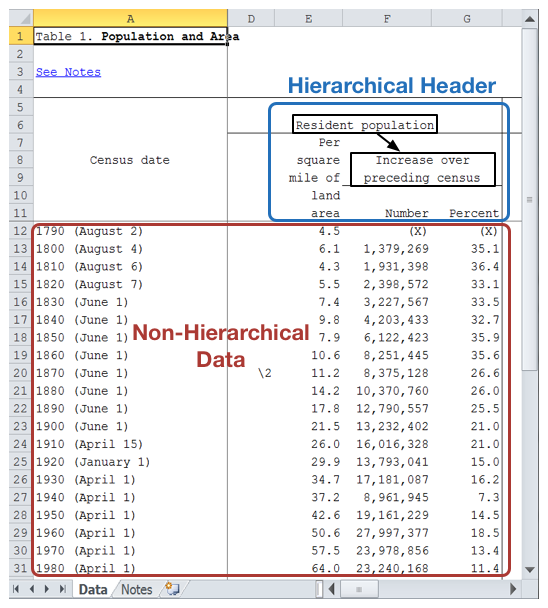 A D E F G
1 Table 1. Population and Area
2
3 See Notes
4
Hierarchical Header
5
6 Resident population
7 Per
8 Census date square Increase over
9 mile of preceding census
10 land
11 area Number Percent
12 1790 (August 2) 4.5 (X) (X)
13 1800 (August 4) 6.1 1,379,269 35.1
14 1810 (August 6) 4.3 1,931,398 36.4
15 1820 (August 7) 5.5 2,398,572 33.1
16 1830 (June 1) 7.4 3,227,567 33.5
17 1840 (June 1) 9.8 4,203,433 32.7
18 1850 (June 1) 7.9 6,122,423 35.9
Non-Hierarchical
Data
19 1860 (June 1) 10.6 8,251,445 35.6
20 1870 (June 1) \2 11.2 8,375,128 26.6
21 1880 (June 1) 14.2 10,370,760 26.0
22 1890 (June 1) 17.8 12,790,557 25.5
23 1900 (June 1) 21.5 13,232,402 21.0
24 1910 (April 15) 26.0 16,016,328 21.0
25 1920 (January 1) 29.9 13,793,041 15.0
26 1930 (April 1) 34.7 17,181,087 16.2
27 1940 (April 1) 37.2 8,961,945 7.3
28 1950 (April 1) 42.6 19,161,229 14.5
29 1960 (April 1) 50.6 27,997,377 18.5
30 1970 (April 1) 57.5 23,978,856 13.4
31 1980 (April 1) 64.0 23,240,168 11.4
Data Notes